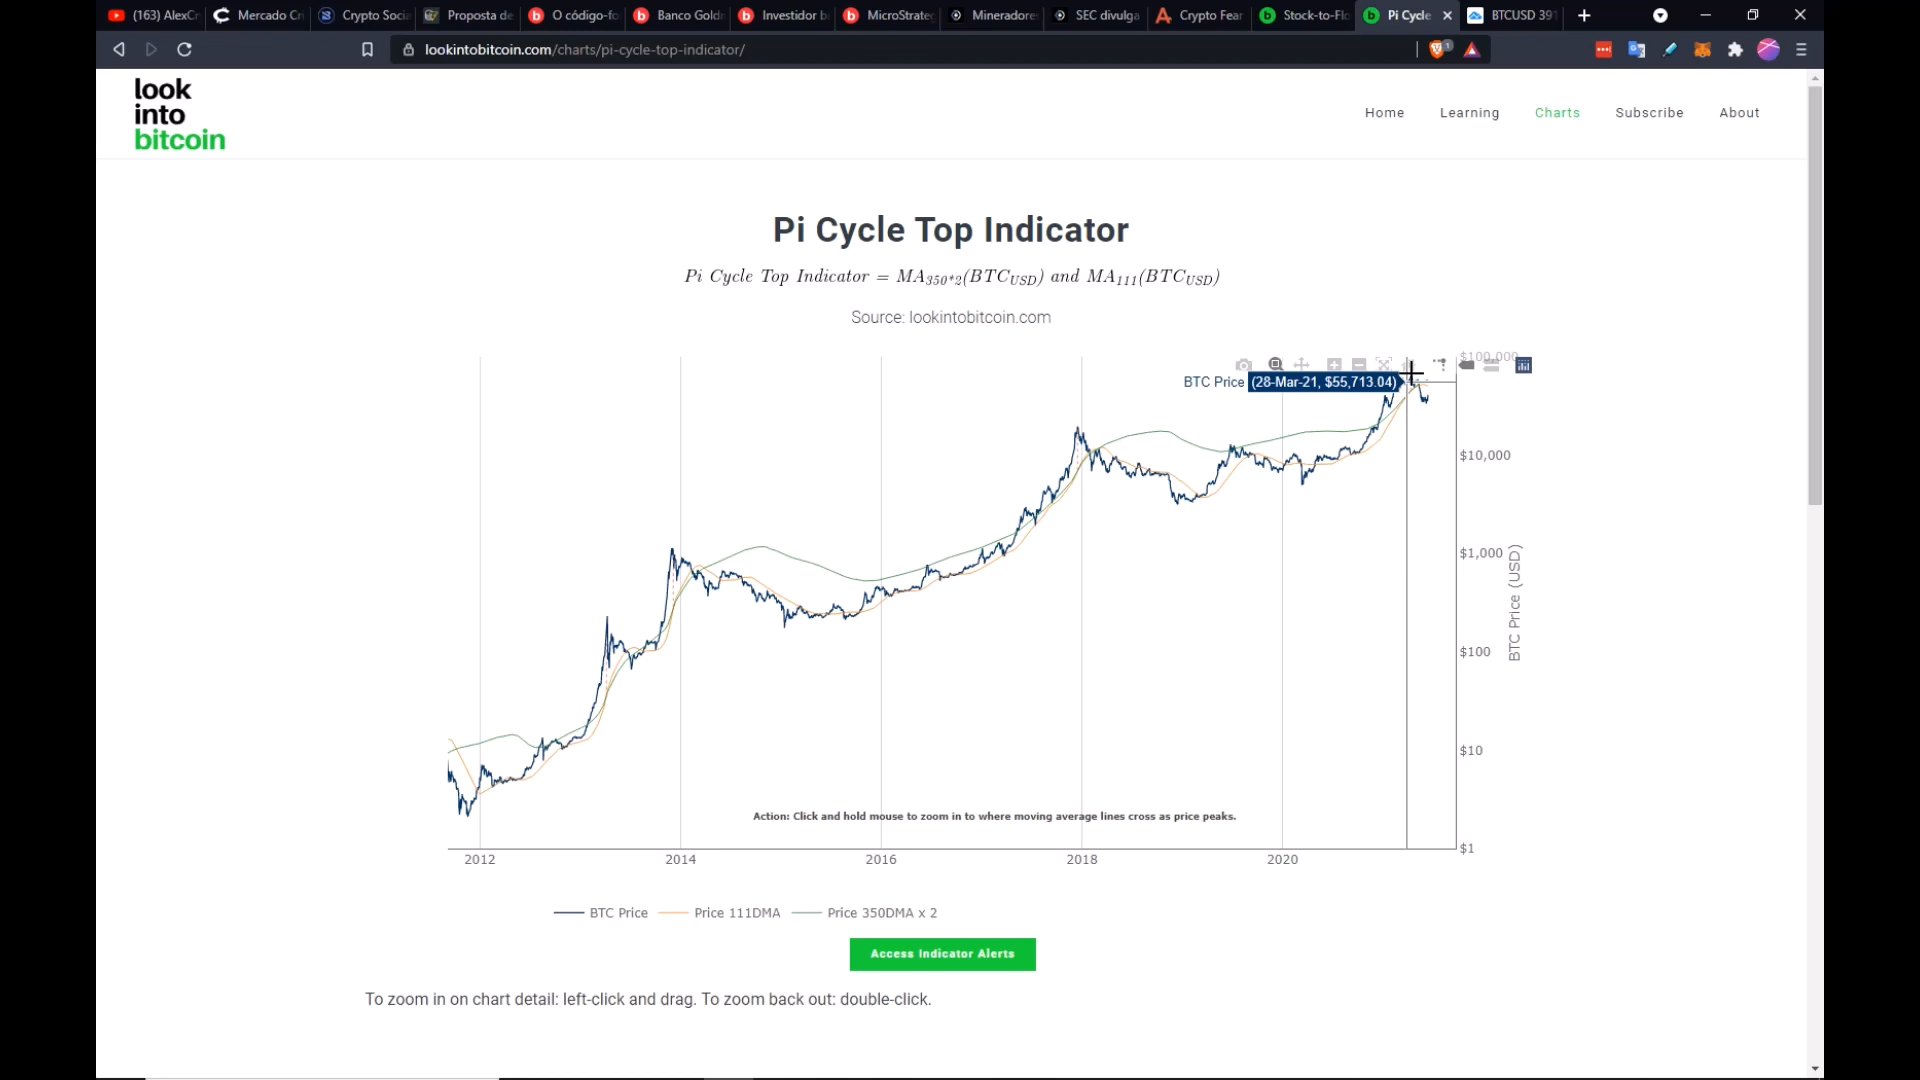 (163) AlexCr
Mercado Cri
Crypto Socia
Proposta de
O código-fo
Banco Gold
Investidor b
MicroStrate
Mineradore
SEC divulga
Crypto Fear
Stock-to-Flo
Pi Cycle
BTCUSD 391
lookintobitcoin.com/charts/pi-cycle-top-indicator/
1
look
into
bitcoin
Home
Learning
Charts
Subscribe
About
Pi Cycle Top Indicator
Pi Cycle Top Indicator = MA350*2(BTCUSD) and MA111(BTCUSD)
Source: lookintobitcoin.com
BTC Price (28-Mar-21, $55,713.04)
$100,000
$10,000
$1,000
$100
$10
$1
BTC Price (USD)
Action: Click and hold mouse to zoom in to where moving average lines cross as price peaks.
2012
2014
2016
2018
2020
BTC Price
Price 111DMA
Price 350DMA x 2
Access Indicator Alerts
To zoom in on chart detail: left-click and drag. To zoom back out: double-click.